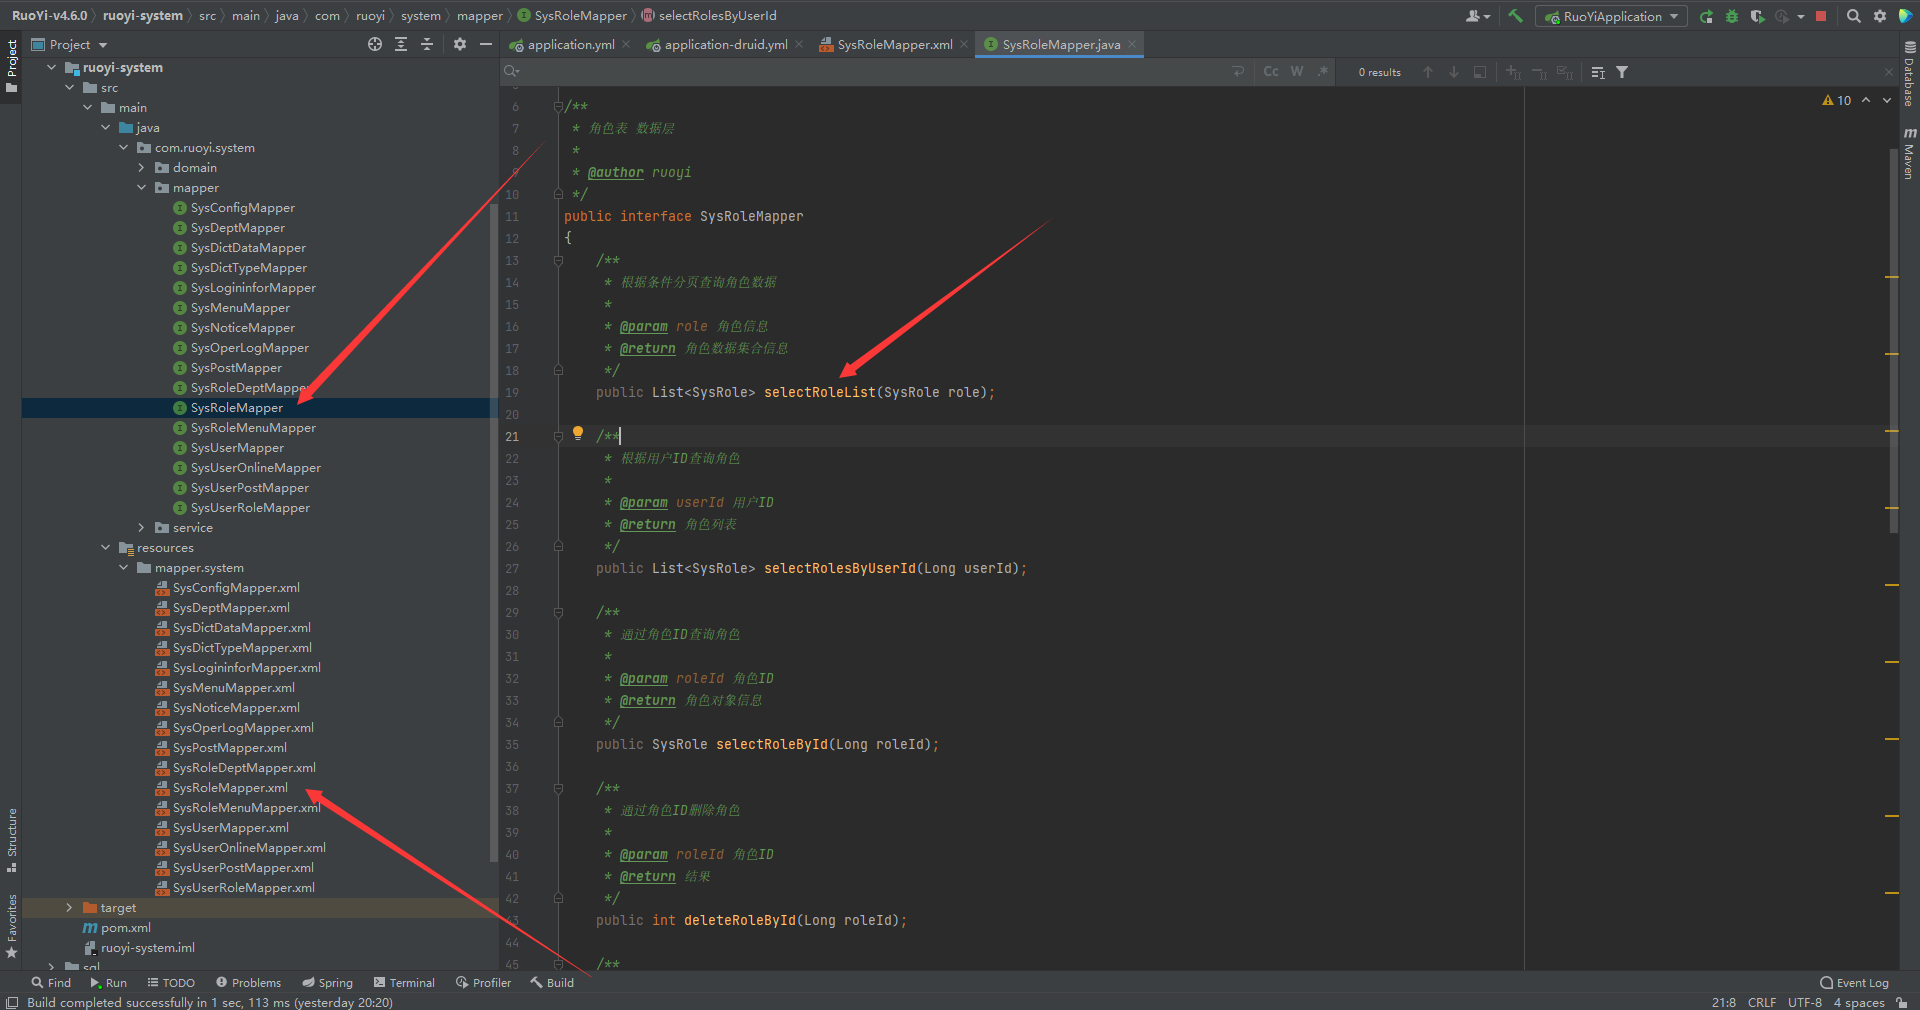 RuoYi-v4.6.0 ruoyi-system src main java com ruoyi system mapper SysRoleMapper selectRolesByUserId
RuoYiApplication
Project
application.yml
application-druid.yml
SysRoleMapper.xml
SysRoleMapper.java
Cc W .* 0 results
10
Project
Structure
Favorites
Database
Maven
ruoyi-system
src
main
java
com.ruoyi.system
domain
mapper
SysConfigMapper
SysDeptMapper
SysDictDataMapper
SysDictTypeMapper
SysLogininforMapper
SysMenuMapper
SysNoticeMapper
SysOperLogMapper
SysPostMapper
SysRoleDeptMapper
SysRoleMapper
SysRoleMenuMapper
SysUserMapper
SysUserOnlineMapper
SysUserPostMapper
SysUserRoleMapper
service
resources
mapper.system
SysConfigMapper.xml
SysDeptMapper.xml
SysDictDataMapper.xml
SysDictTypeMapper.xml
SysLogininforMapper.xml
SysMenuMapper.xml
SysNoticeMapper.xml
SysOperLogMapper.xml
SysPostMapper.xml
SysRoleDeptMapper.xml
SysRoleMapper.xml
SysRoleMenuMapper.xml
SysUserMapper.xml
SysUserOnlineMapper.xml
SysUserPostMapper.xml
SysUserRoleMapper.xml
target
pom.xml
ruoyi-system.iml
sql
6 /**
7 * 角色表 数据层
8 *
9 * @author ruoyi
10 */
11 public interface SysRoleMapper
12 {
13 /**
14 * 根据条件分页查询角色数据
15 *
16 * @param role 角色信息
17 * @return 角色数据集合信息
18 */
19 public List<SysRole> selectRoleList(SysRole role);
20
21 /**
22 * 根据用户ID查询角色
23 *
24 * @param userId 用户ID
25 * @return 角色列表
26 */
27 public List<SysRole> selectRolesByUserId(Long userId);
28
29 /**
30 * 通过角色ID查询角色
31 *
32 * @param roleId 角色ID
33 * @return 角色对象信息
34 */
35 public SysRole selectRoleById(Long roleId);
36
37 /**
38 * 通过角色ID删除角色
39 *
40 * @param roleId 角色ID
41 * @return 结果
42 */
43 public int deleteRoleById(Long roleId);
44
45 /**
Find Run TODO Problems Spring Terminal Profiler Build Event Log
Build completed successfully in 1 sec, 113 ms (yesterday 20:20) 21:8 CRLF UTF-8 4 spaces